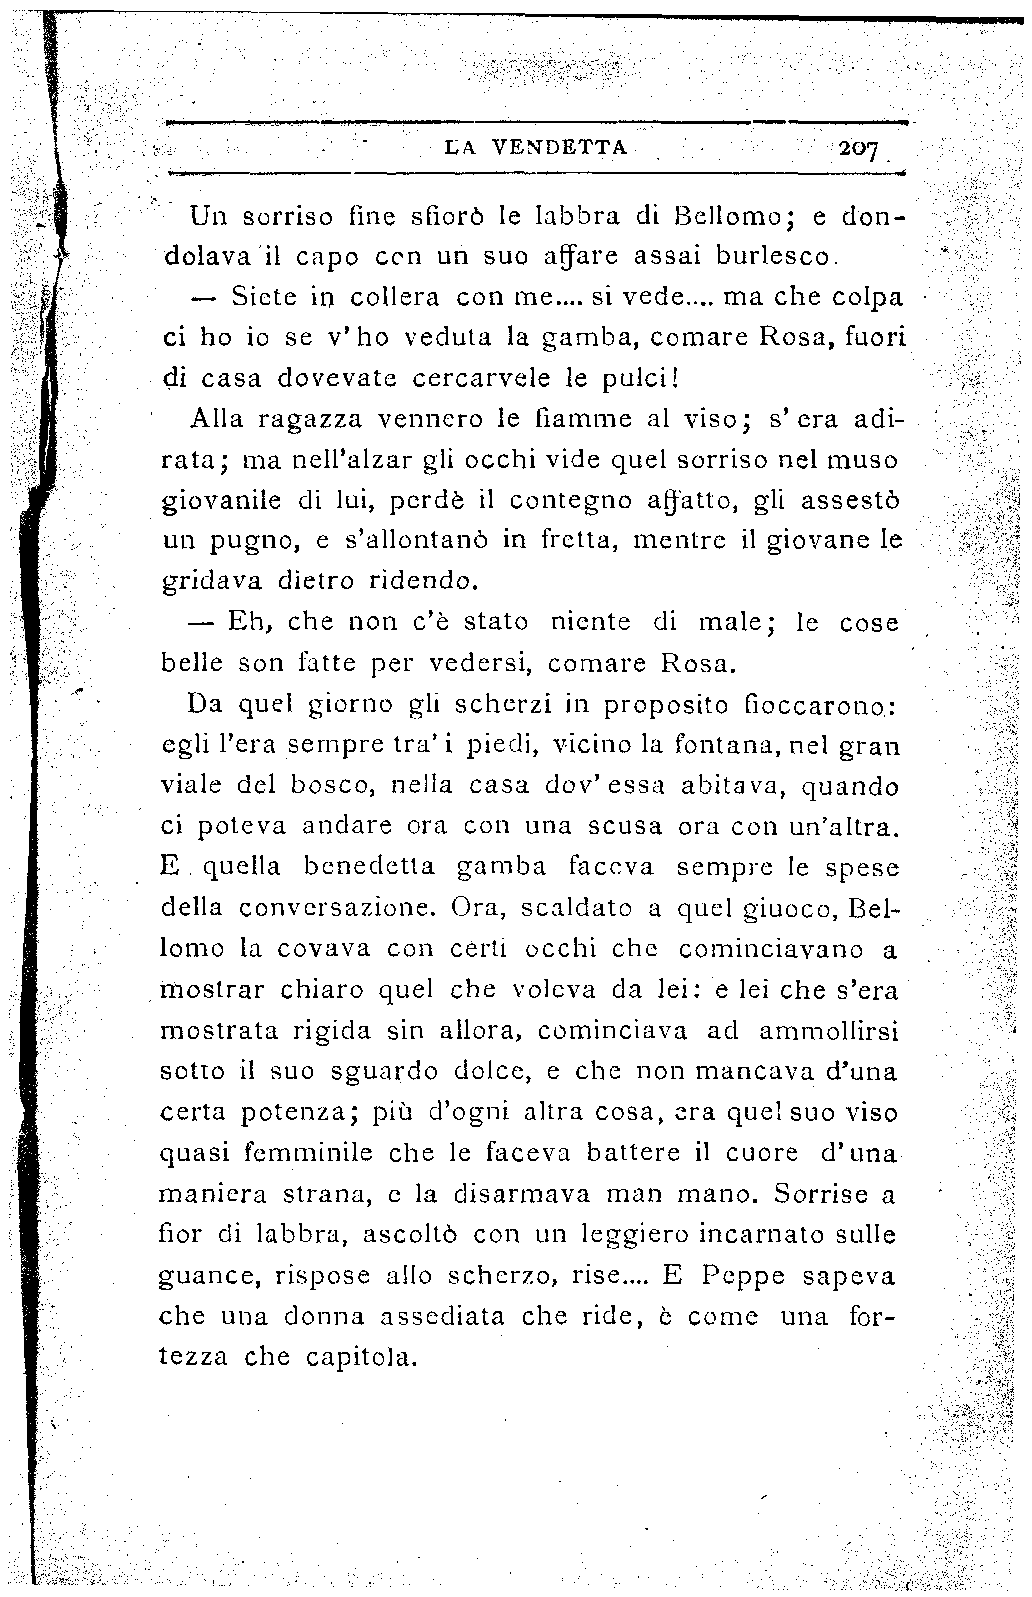 LA VENDETTA 207
Un sorriso fine sfiorò le labbra di Bellomo; e don-
dolava il capo con un suo affare assai burlesco.
— Siete in collera con me.... si vede.... ma che colpa
ci ho io se v'ho veduta la gamba, comare Rosa, fuori
di casa dovevate cercarvele le pulci!
Alla ragazza vennero le fiamme al viso; s'era adi-
rata; ma nell'alzar gli occhi vide quel sorriso nel muso
giovanile di lui, perdè il contegno affatto, gli assestò
un pugno, e s'allontanò in fretta, mentre il giovane le
gridava dietro ridendo.
— Eh, che non c'è stato niente di male; le cose
belle son fatte per vedersi, comare Rosa.
Da quel giorno gli scherzi in proposito fioccarono:
egli l'era sempre tra' i piedi, vicino la fontana, nel gran
viale del bosco, nella casa dov'essa abitava, quando
ci poteva andare ora con una scusa ora con un'altra.
E quella benedetta gamba faceva sempre le spese
della conversazione. Ora, scaldato a quel giuoco, Bel-
lomo la covava con certi occhi che cominciavano a
mostrar chiaro quel che voleva da lei: e lei che s'era
mostrata rigida sin allora, cominciava ad ammollirsi
sotto il suo sguardo dolce, e che non mancava d'una
certa potenza; più d'ogni altra cosa, era quel suo viso
quasi femminile che le faceva battere il cuore d'una
maniera strana, e la disarmava man mano. Sorrise a
fior di labbra, ascoltò con un leggiero incarnato sulle
guance, rispose allo scherzo, rise.... E Peppe sapeva
che una donna assediata che ride, è come una for-
tezza che capitola.